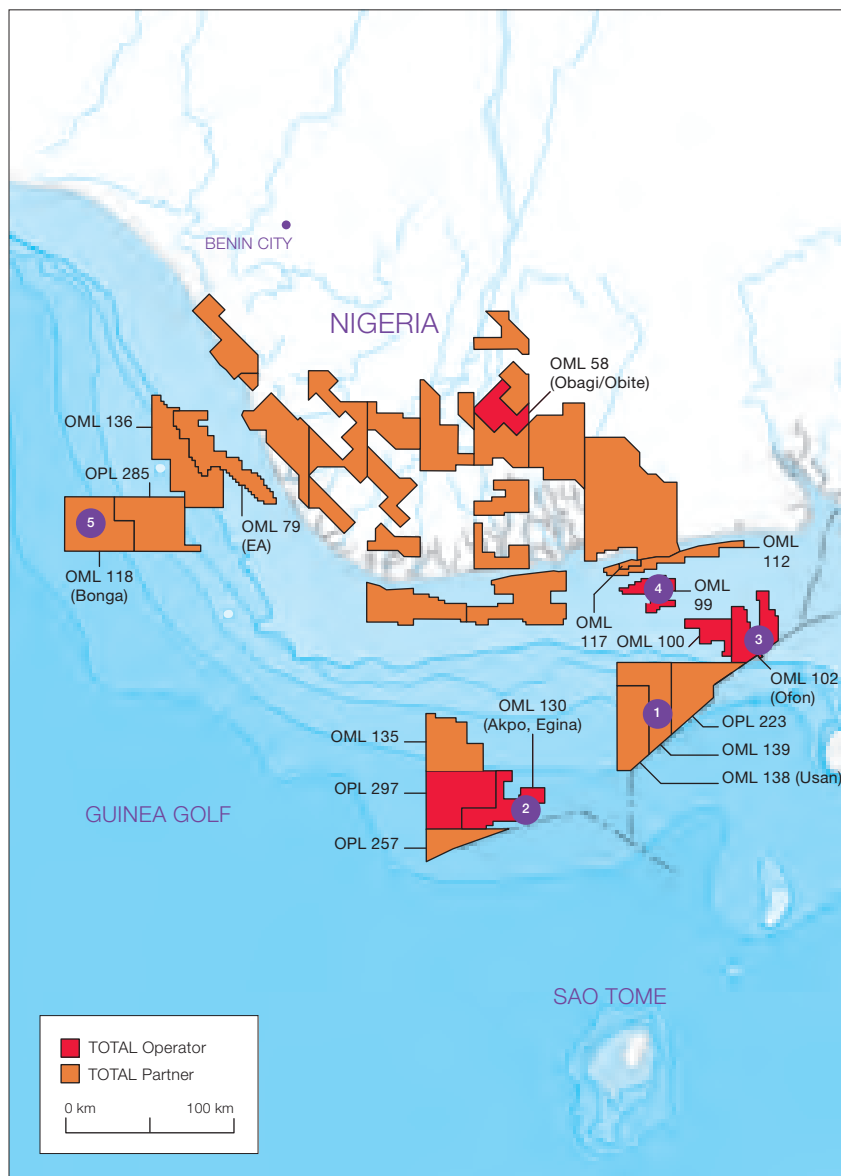 BENIN CITY
NIGERIA
OML 58
(Obagi/Obite)
OML 136
OPL 285
5
OML 79
(EA)
OML 118
(Bonga)
OML
112
4
OML
99
OML
117
OML 100
3
OML 102
(Ofon)
1
OPL 223
OML 139
OML 138 (Usan)
OML 130
(Akpo, Egina)
OML 135
OPL 297
2
OPL 257
GUINEA GOLF
SAO TOME
TOTAL Operator
TOTAL Partner
0 km 100 km